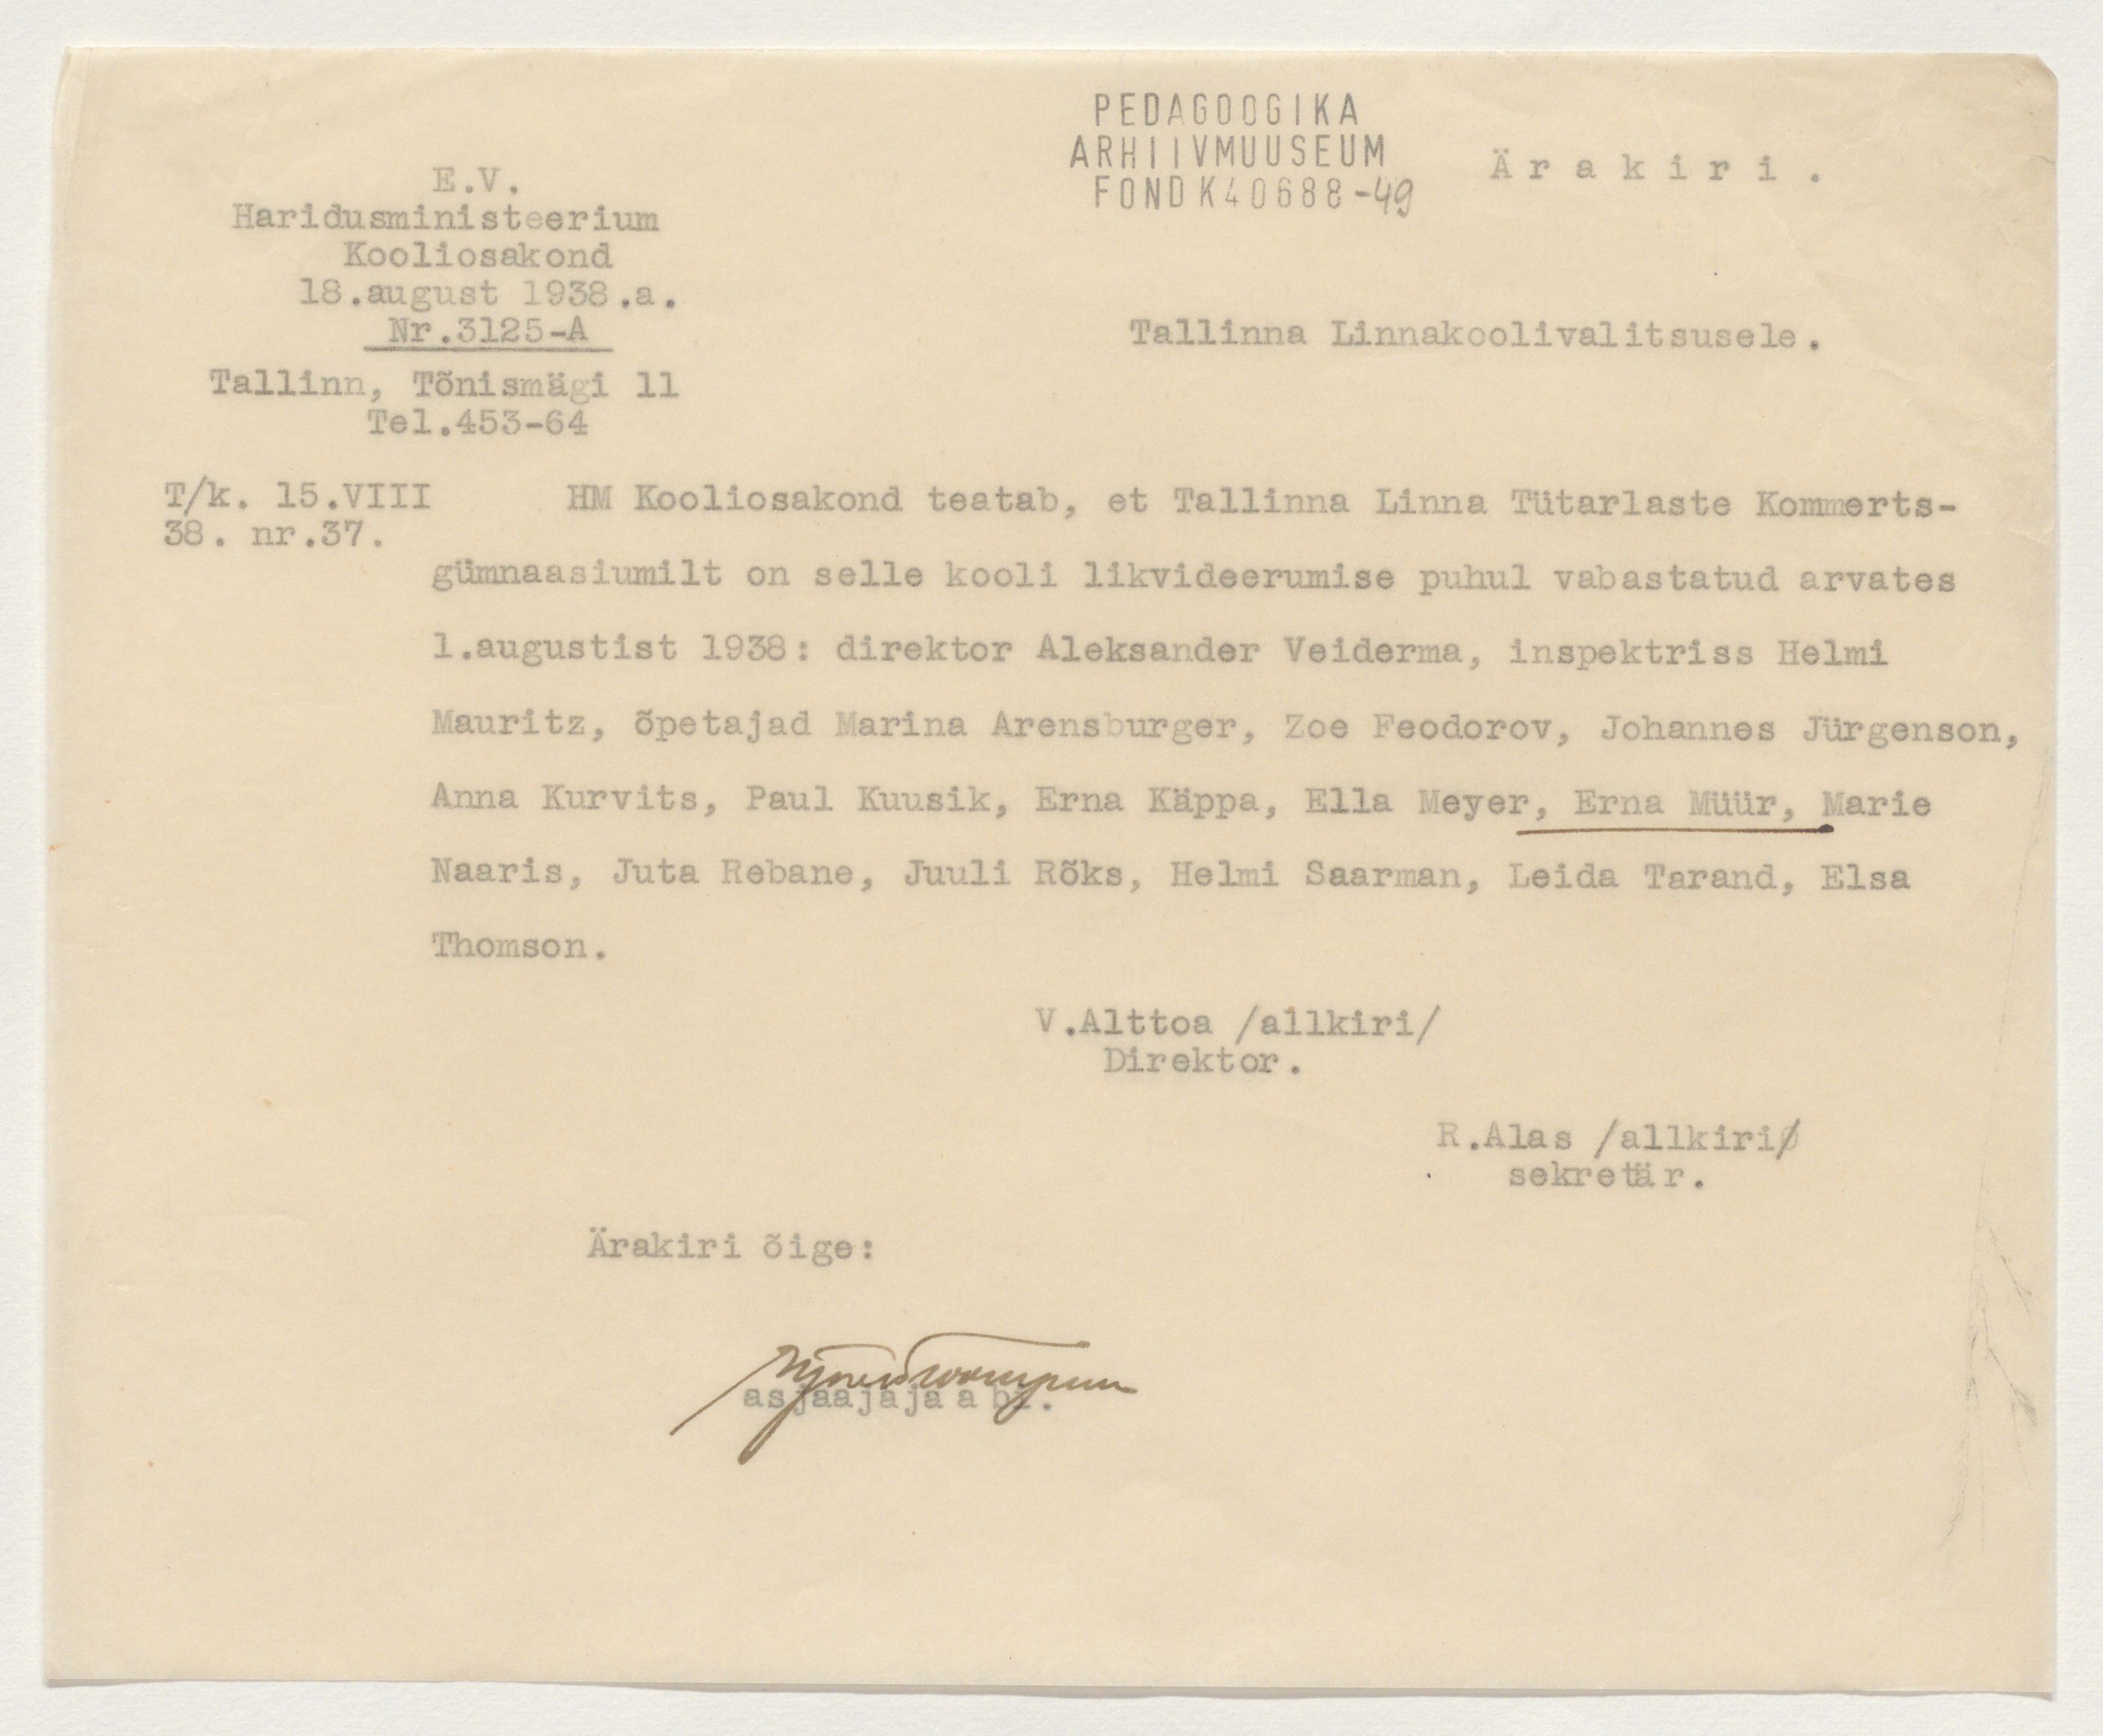 PEDAGOOGIKA
ARHIIVMUUSEUM
FOND K40688-49
Ärakiri.
E.V.
Haridusministeerium
Kooliosakond
18.august 1938.a.
Nr.3125-A
Tallinn, Tõnismägi 11
Tel.453-64
Tallinna Linnakoolivalitsusele.
T/k. 15.VIII
38. nr.37.
HM Kooliosakond teatab, et Tallinna Linna Tütarlaste Kommerts-
gümnaasiumilt on selle kooli likvideerumise puhul vabastatud arvates
1.augustist 1938: direktor Aleksander Veiderma, inspektriss Helmi
Mauritz, õpetajad Marina Arensburger, Zoe Feodorov, Johannes Jürgenson,
Anna Kurvits, Paul Kuusik, Erna Käppa, Ella Meyer, Erna Müür, Marie
Naaris, Juta Rebane, Juuli Rõks, Helmi Saarman, Leida Tarand, Elsa
Thomson.
V.Alttoa /allkiri/
Direktor.
R.Alas /allkiri/
sekretär.
Ärakiri õige:
asjaajaja abi.